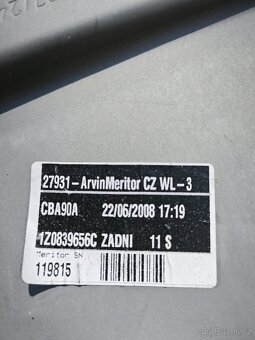 27931-ArvinMeritor CZ WL-3
CBA90A 22/06/2008 17:19
1Z0839656C ZADNI 11 S
Meritor SN
119815